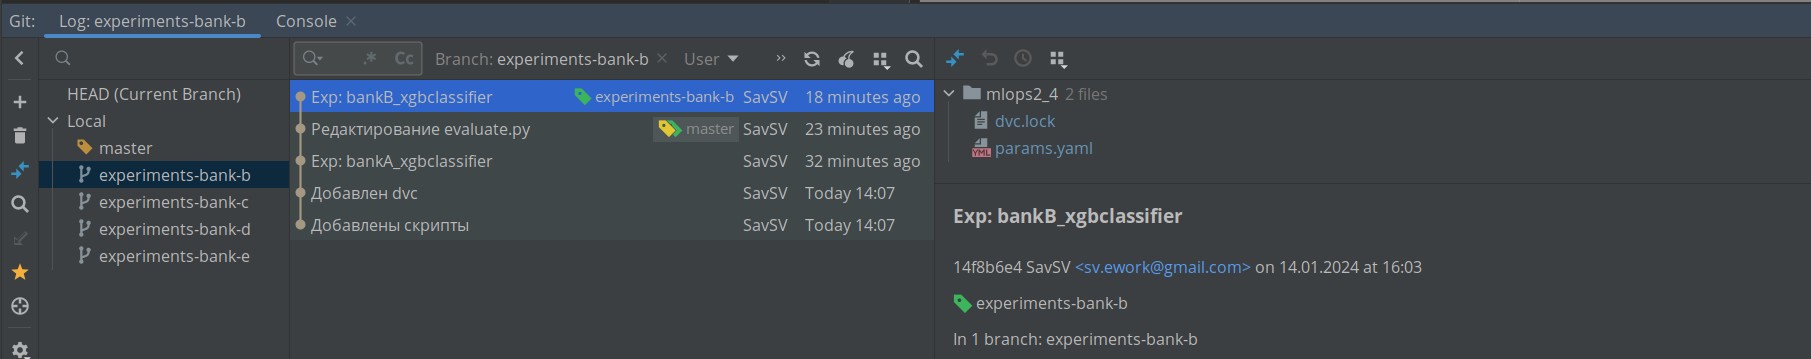 Git: Log: experiments-bank-b Console
.* Cc Branch: experiments-bank-b User
HEAD (Current Branch)
Local
master
experiments-bank-b
experiments-bank-c
experiments-bank-d
experiments-bank-e
Exp: bankB_xgbclassifier experiments-bank-b SavSV 18 minutes ago
Редактирование evaluate.py master SavSV 23 minutes ago
Exp: bankA_xgbclassifier SavSV 32 minutes ago
Добавлен dvc SavSV Today 14:07
Добавлены скрипты SavSV Today 14:07
mlops2_4 2 files
dvc.lock
YML params.yaml
Exp: bankB_xgbclassifier
14f8b6e4 SavSV <sv.ework@gmail.com> on 14.01.2024 at 16:03
experiments-bank-b
In 1 branch: experiments-bank-b